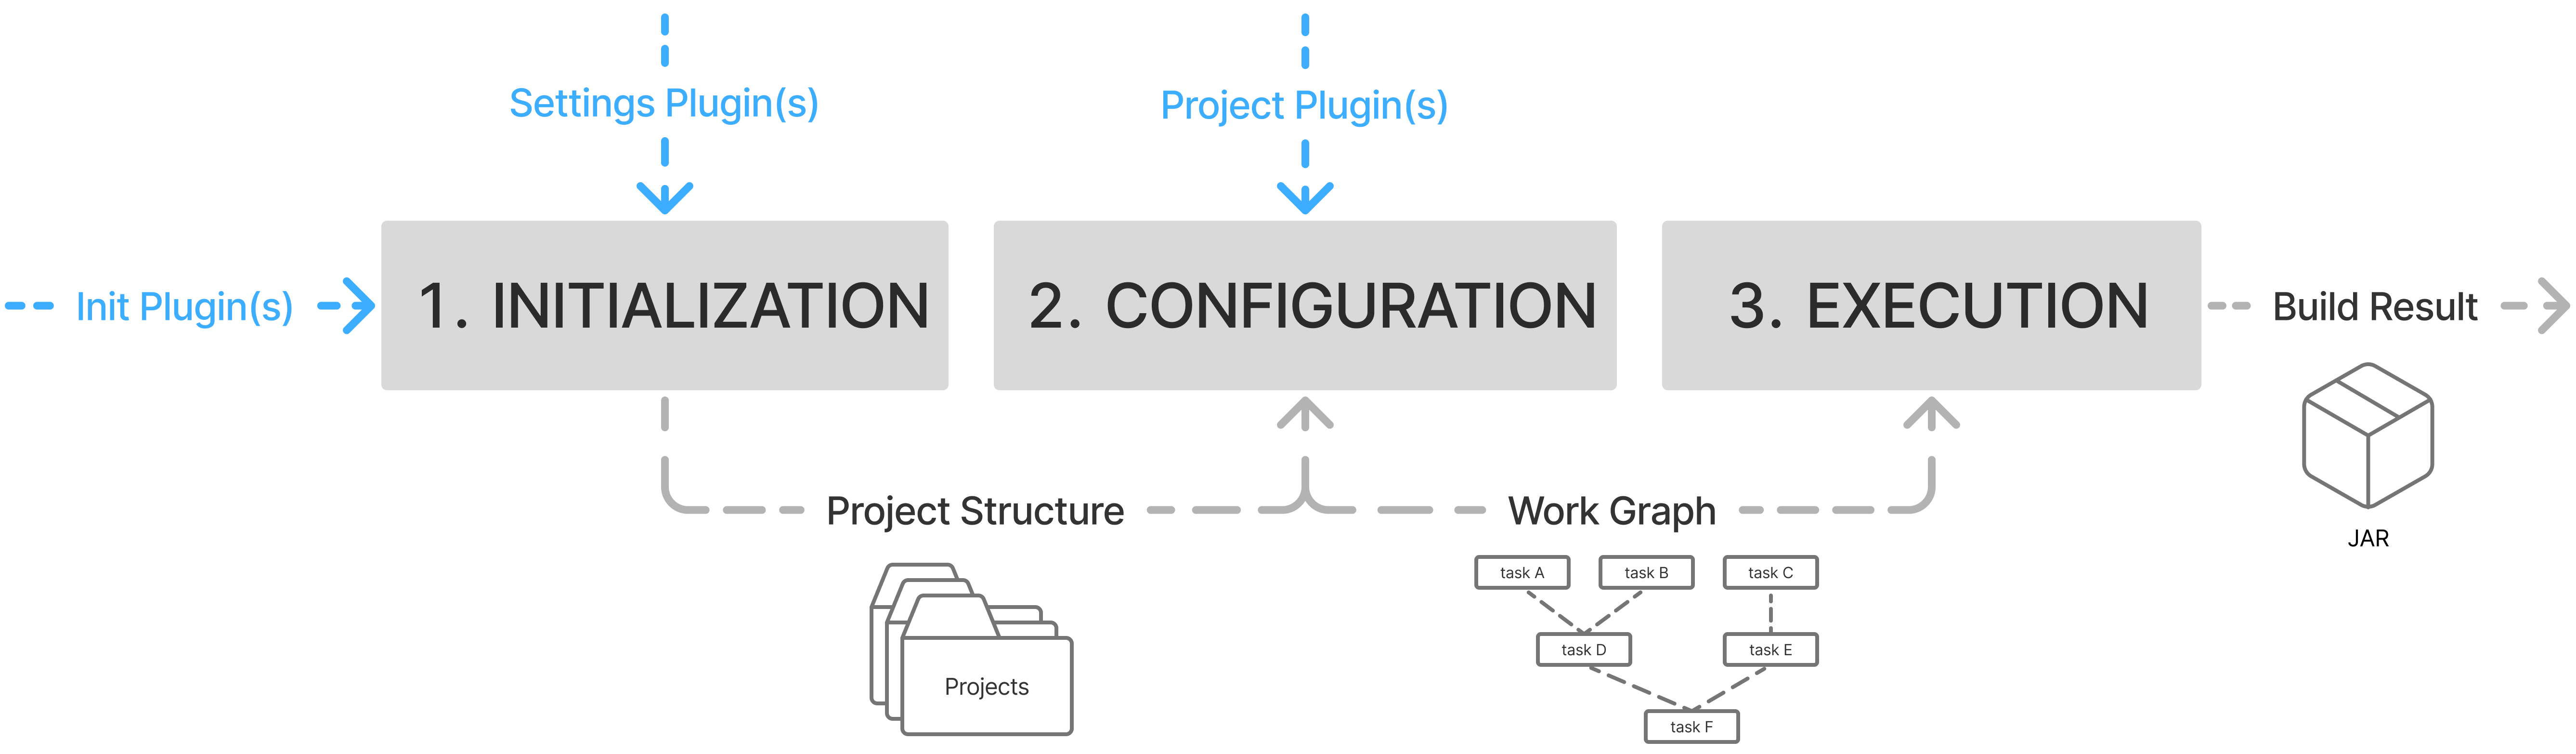 Settings Plugin(s)
Project Plugin(s)
Init Plugin(s)
1. INITIALIZATION
2. CONFIGURATION
3. EXECUTION
Build Result
JAR
Project Structure
Work Graph
Projects
task A
task B
task C
task D
task E
task F